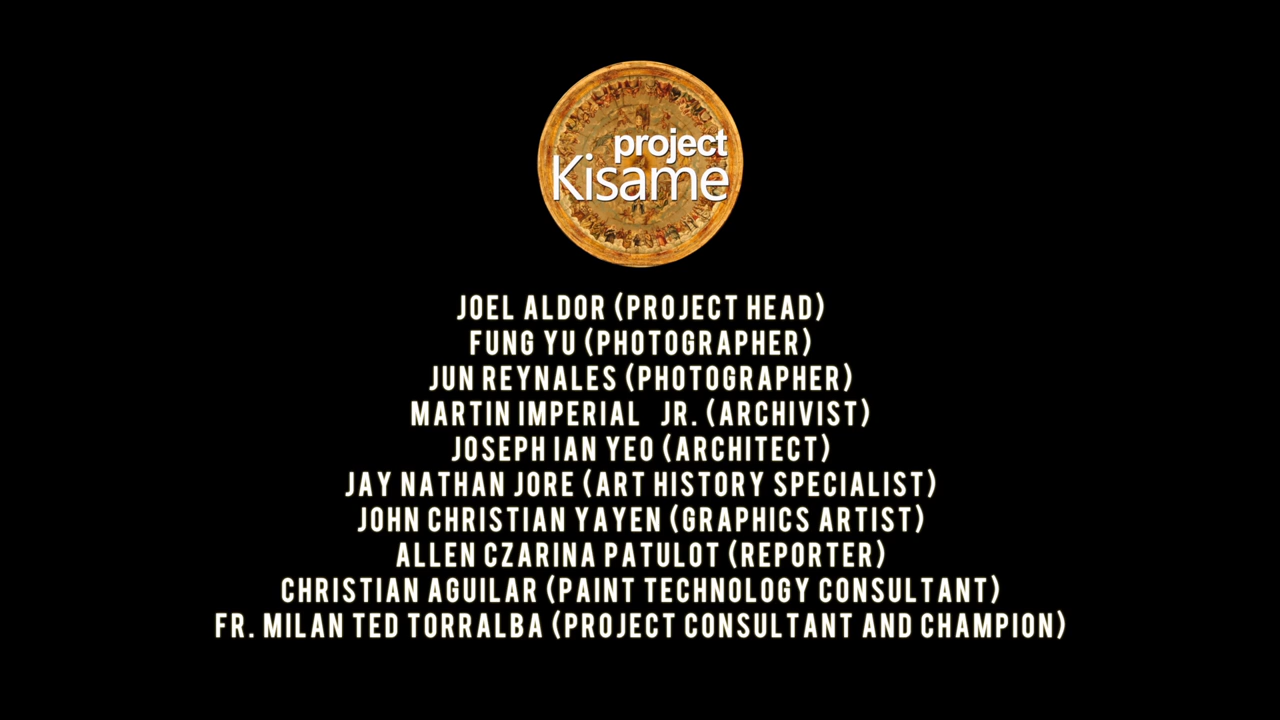 project
Kisame
JOEL ALDOR (PROJECT HEAD)
FUNG YU (PHOTOGRAPHER)
JUN REYNALES (PHOTOGRAPHER)
MARTIN IMPERIAL JR. (ARCHIVIST)
JOSEPH IAN YEO (ARCHITECT)
JAY NATHAN JORE (ART HISTORY SPECIALIST)
JOHN CHRISTIAN YAYEN (GRAPHICS ARTIST)
ALLEN CZARINA PATULOT (REPORTER)
CHRISTIAN AGUILAR (PAINT TECHNOLOGY CONSULTANT)
FR. MILAN TED TORRALBA (PROJECT CONSULTANT AND CHAMPION)